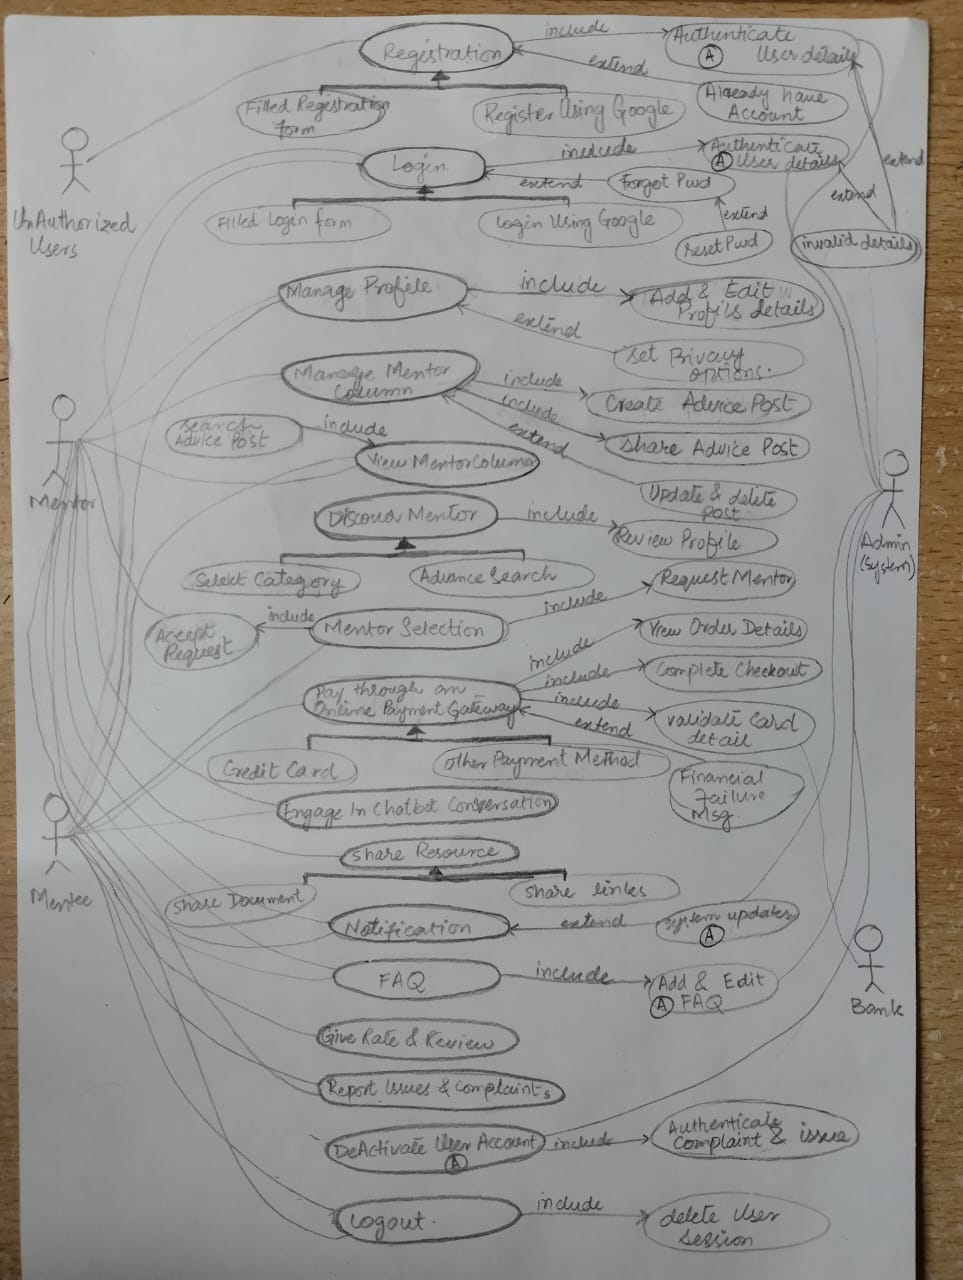 Registration
include
Authenticate
A User details
extend
Already have
Account
Filled Registration
Form
Register Using Google
UnAuthorized
Users
Login
include
Authenticate
A User details
extend
Forgot Pwd
extend
extend
extend
Filled Login form
Login Using Google
reset Pwd
invalid details
Manage Profile
include
Add & Edit
Profils details
extend
set Privacy
options.
Manage Mentor
Column
include
Create Advice Post
include
Share Advice Post
extend
Update & delete
post
Search
Advice Post
include
View Mentor Column
Mentor
Admin
(System)
Discover Mentor
include
Review Profile
Select Category
Advance Search
include
Request Mentor
Accept
Request
include
Mentor Selection
include
View Order Details
Pay through an
Online Payment Gateway
include
Complete Checkout
include
validate Card
detail
extend
Financial
Failure
Msg.
Credit Card
other Payment Method
Engage In Chatbot Conversation
Mentee
Share Resource
Share Document
share links
Notification
extend
system updates
A
FAQ
include
Add & Edit
A FAQ
Bank
Give Rate & Review
Report Issues & Complaints
DeActivate User Account
A
include
Authenticate
Complaint & issue
Logout.
include
delete User
Session